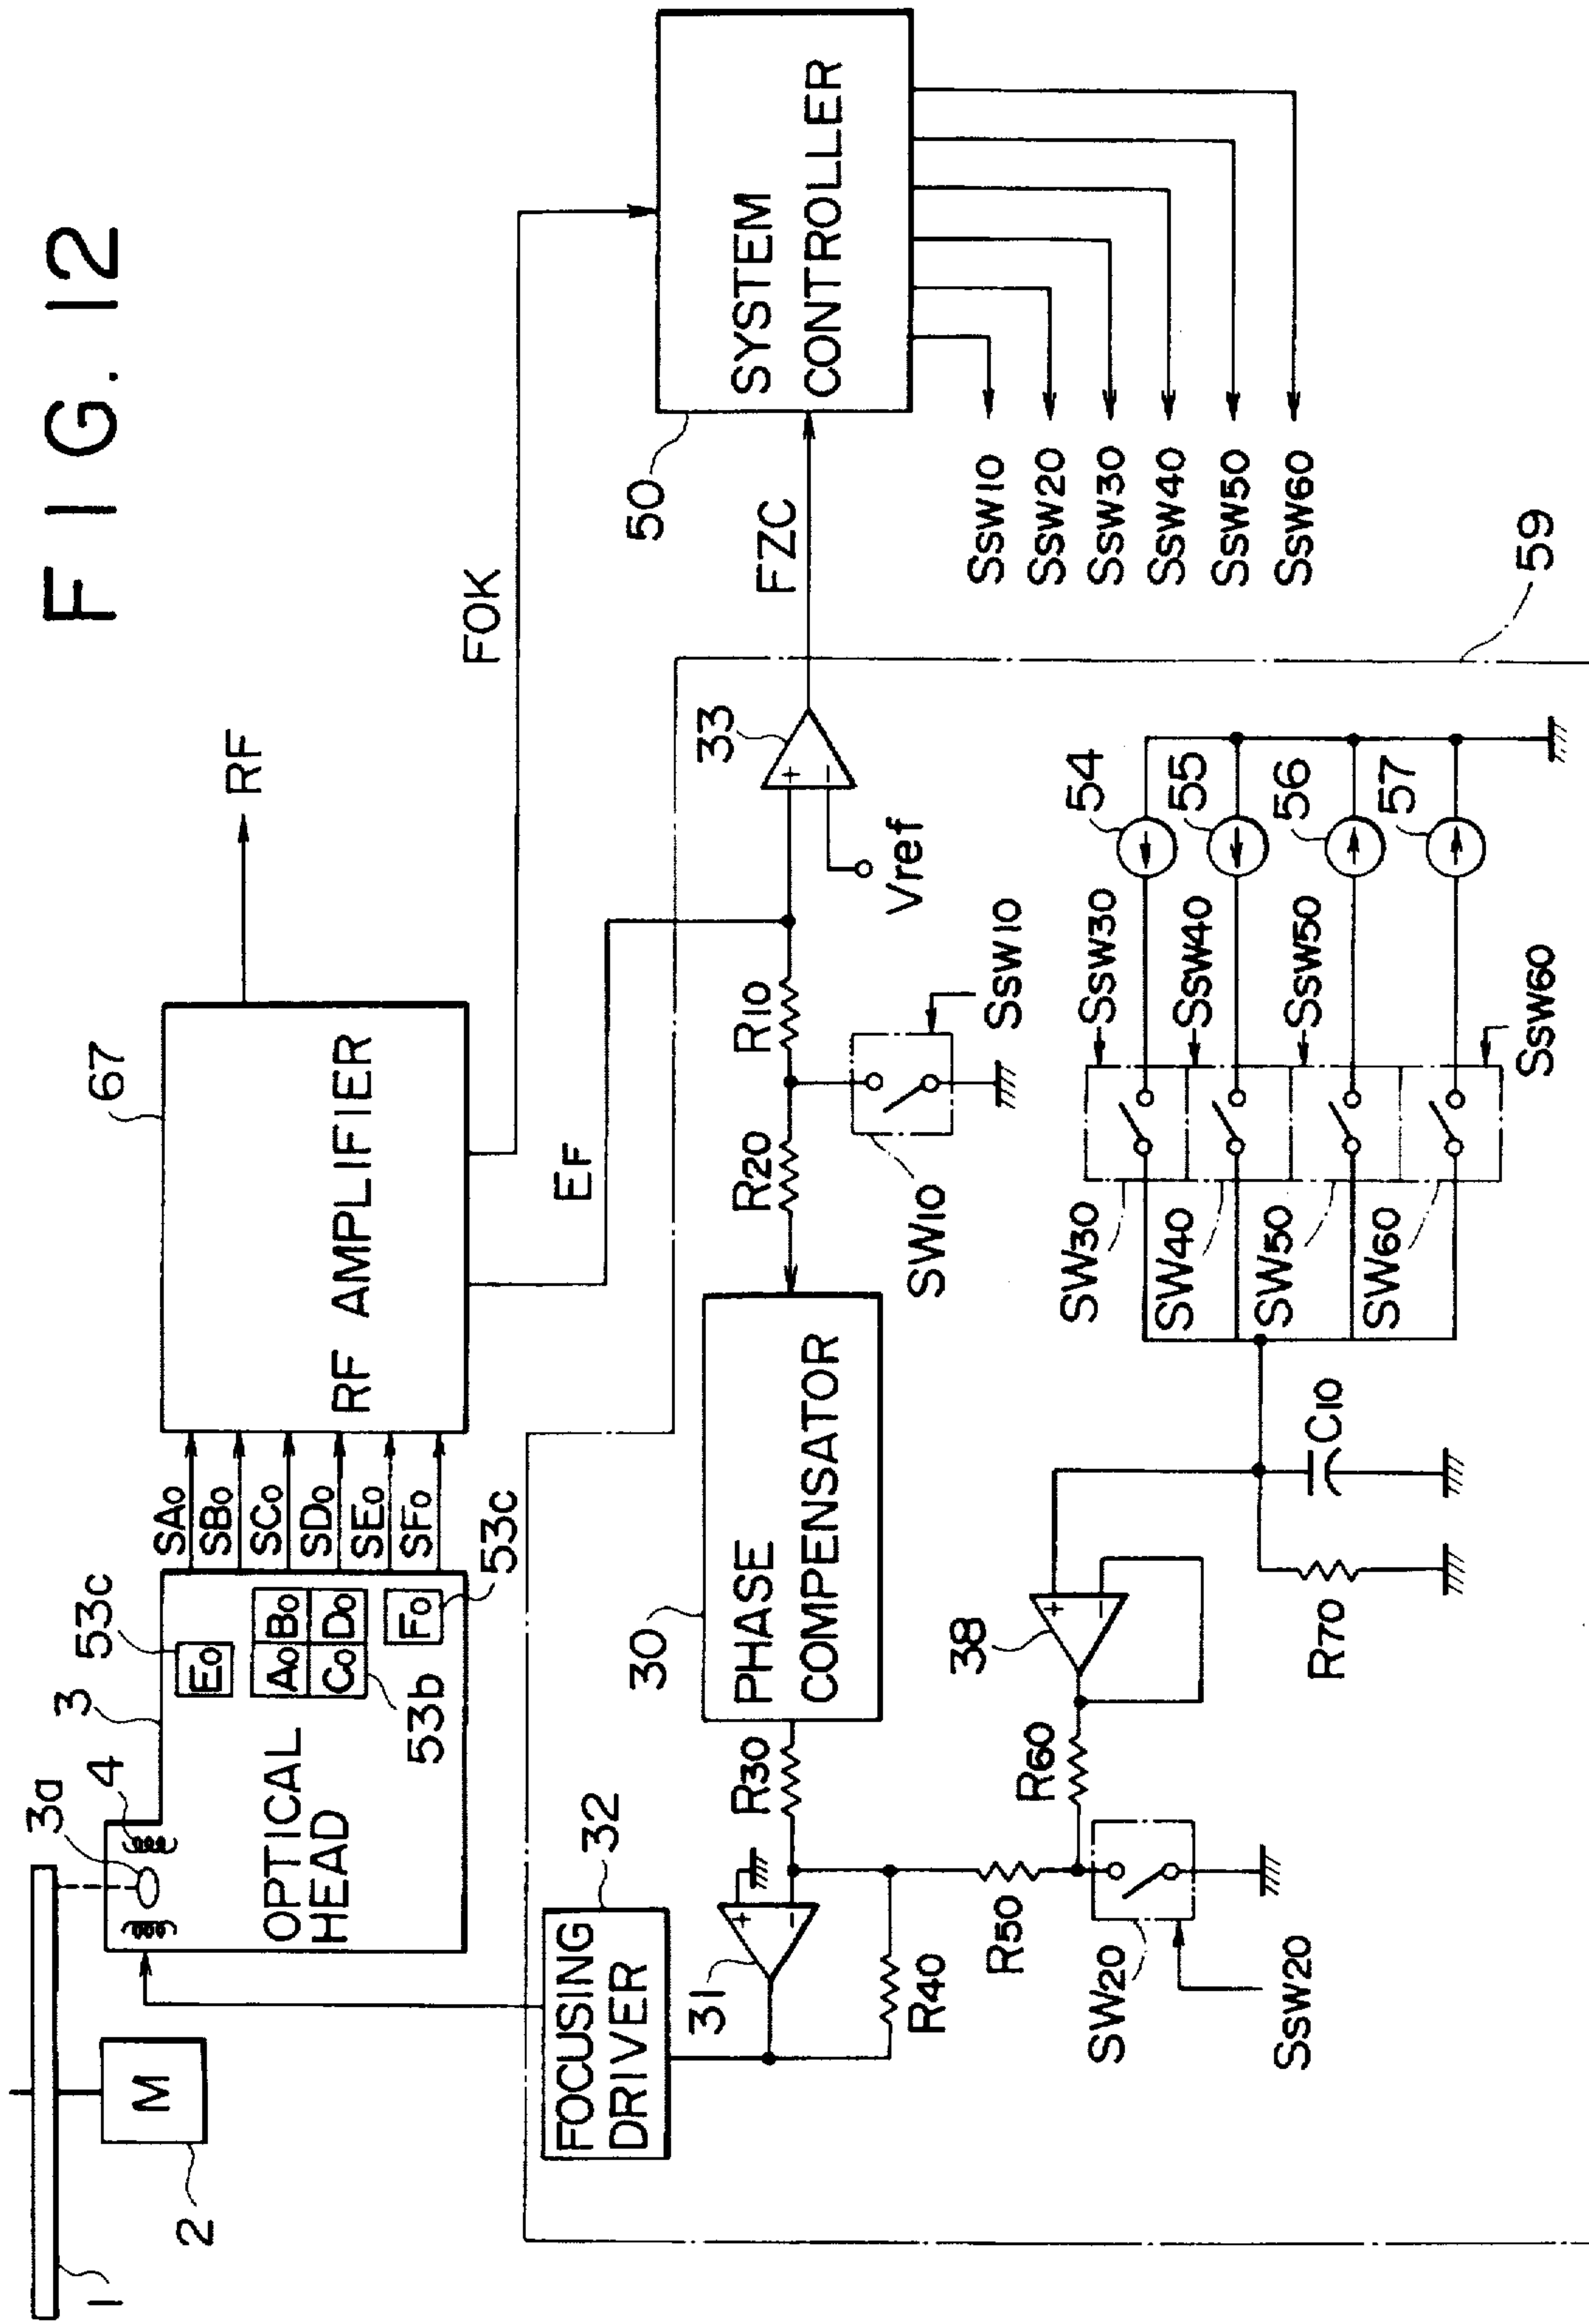 FIG. 12
1
2
M
3a
4
3
53c
OPTICAL
HEAD
E0
A0 B0
C0 D0
F0
53b
53c
SA0
SB0
SC0
SD0
SE0
SF0
67
RF AMPLIFIER
RF
FOK
EF
FOCUSING
DRIVER
32
31
R40
R30
30
PHASE
COMPENSATOR
R20
R10
SW10
SSW10
33
+
−
Vref
FZC
50
SYSTEM
CONTROLLER
SSW10
SSW20
SSW30
SSW40
SSW50
SSW60
+
−
R50
R60
SW20
SSW20
38
+
−
R70
C10
SW30
SW40
SW50
SW60
SSW30
SSW40
SSW50
SSW60
54
55
56
57
59